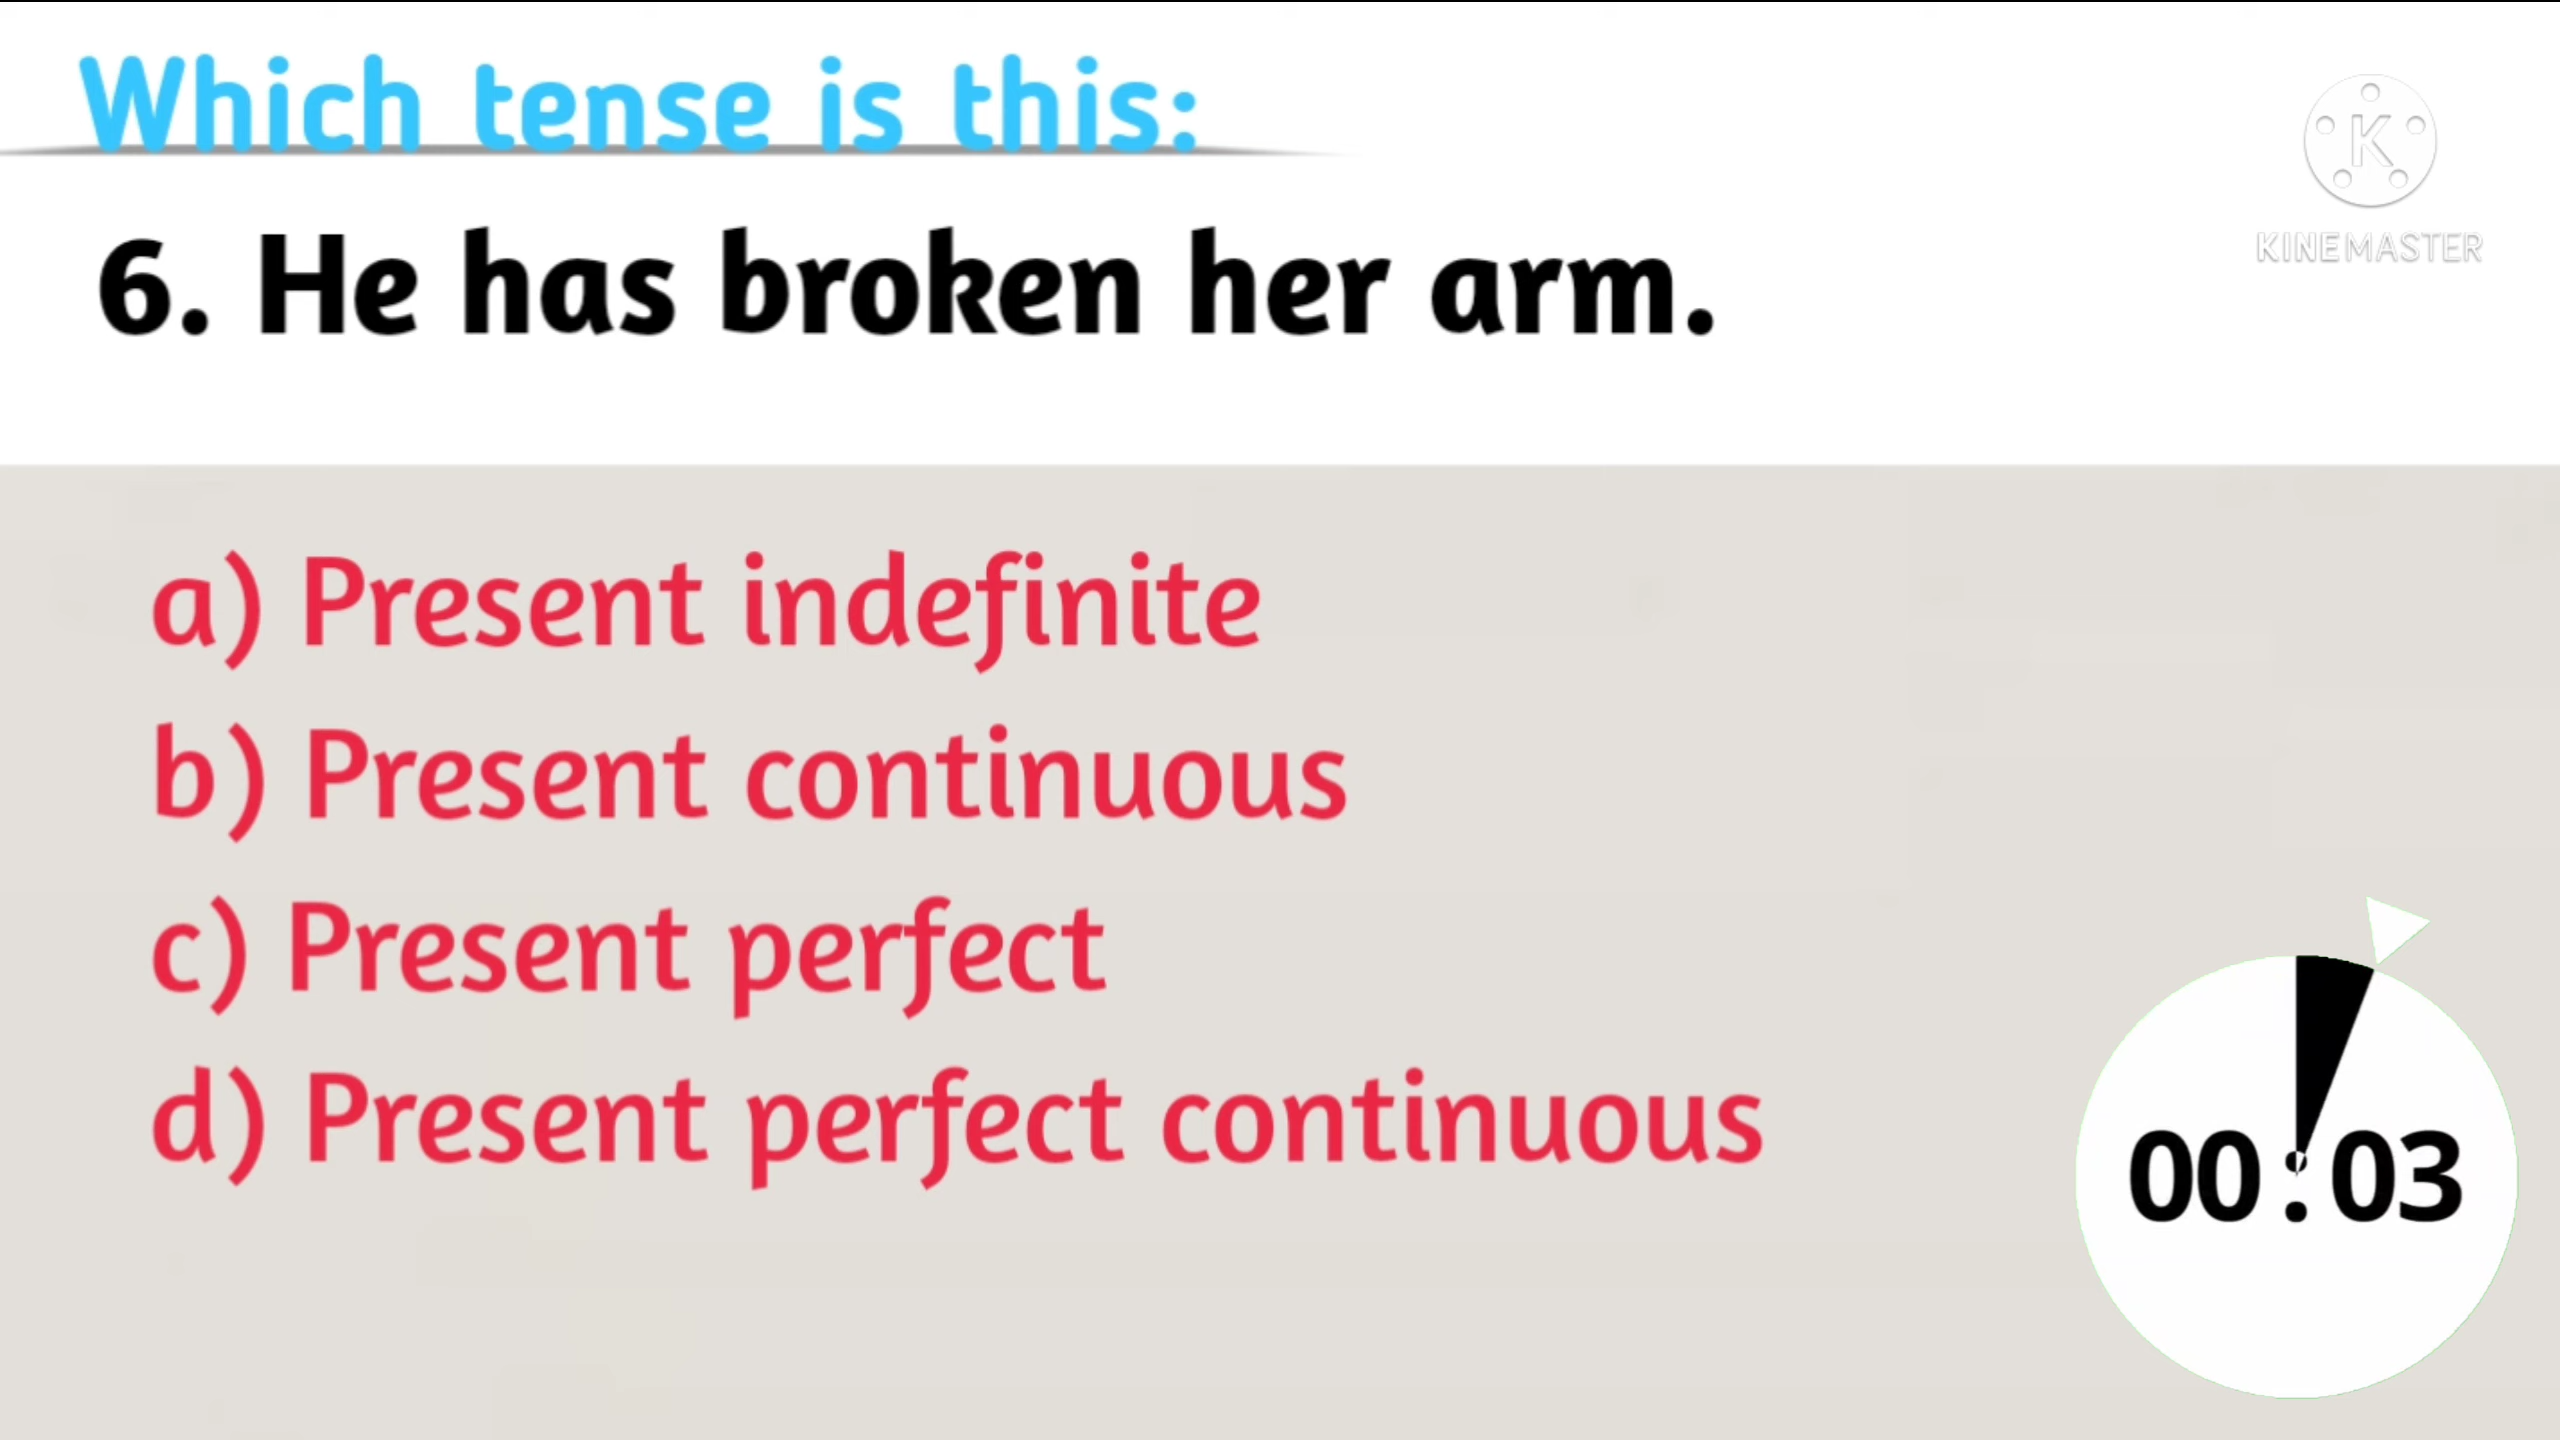 Which tense is this:
KINEMASTER
6. He has broken her arm.
a) Present indefinite
b) Present continuous
c) Present perfect
d) Present perfect continuous
00:03